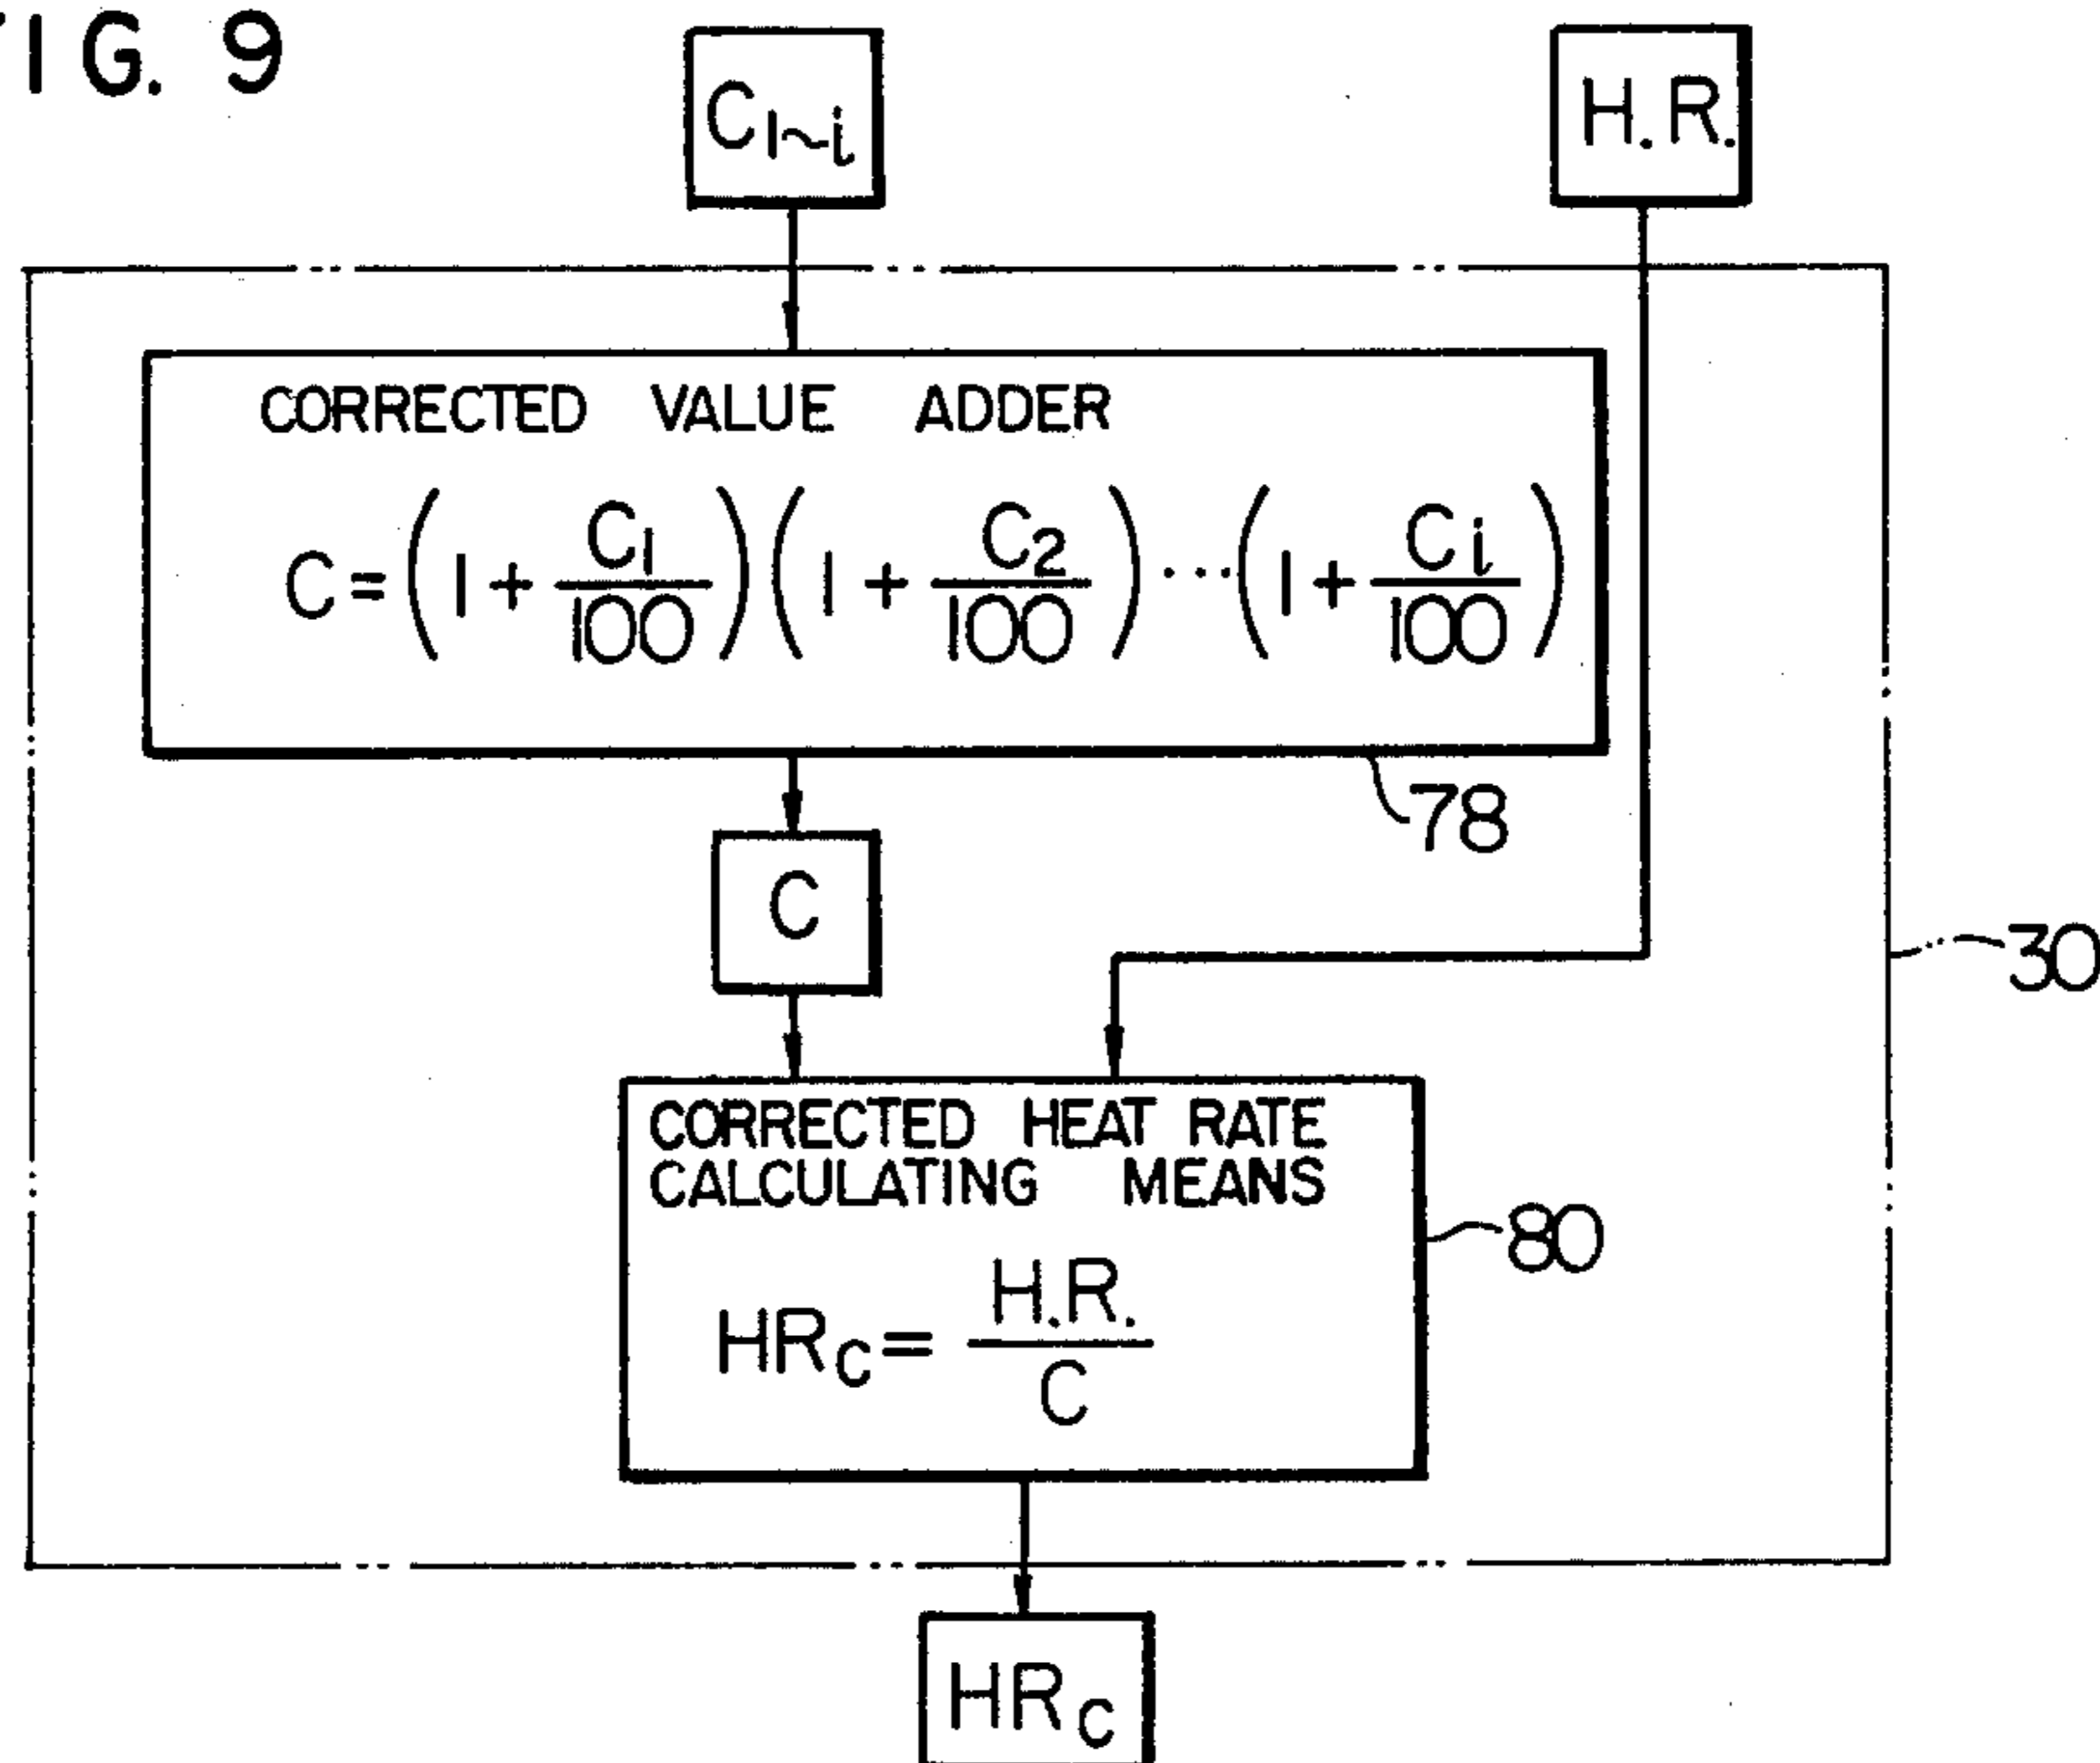 FIG. 9
C1~i
H.R.
CORRECTED VALUE ADDER
C = (1 + C1/100)(1 + C2/100)···(1 + Ci/100)
78
C
30
CORRECTED HEAT RATE
CALCULATING MEANS
80
HRC = H.R./C
HRC